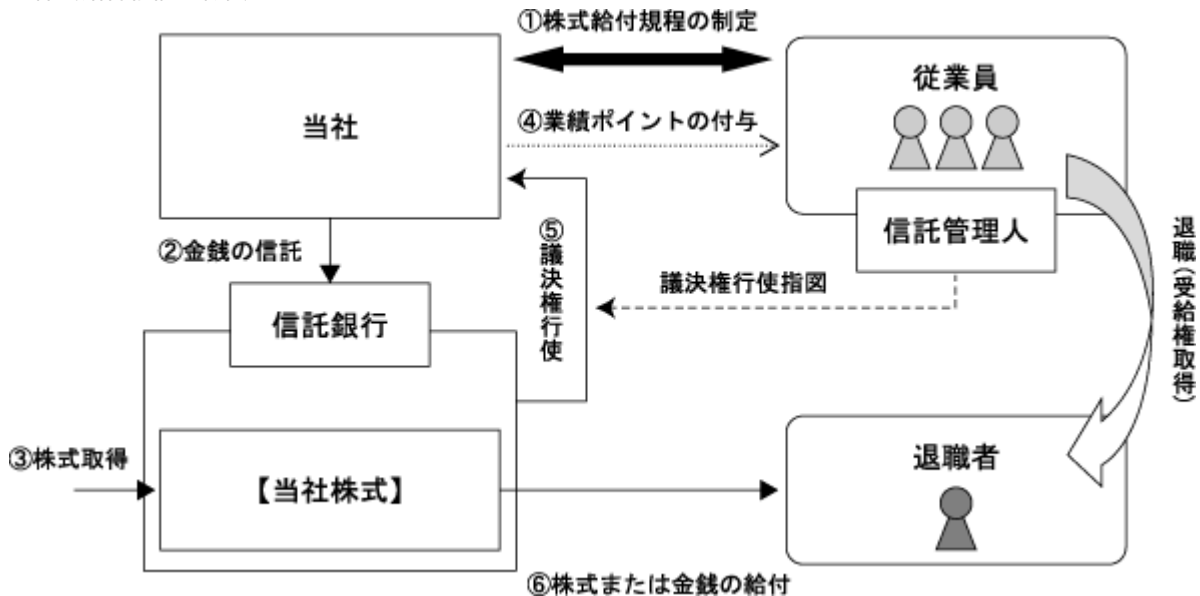 ①株式給付規程の制定
当社
従業員
④業績ポイントの付与
信託管理人
②金銭の信託
⑤議決権行使
議決権行使指図
退職(受給権取得)
信託銀行
③株式取得
【当社株式】
退職者
⑥株式または金銭の給付